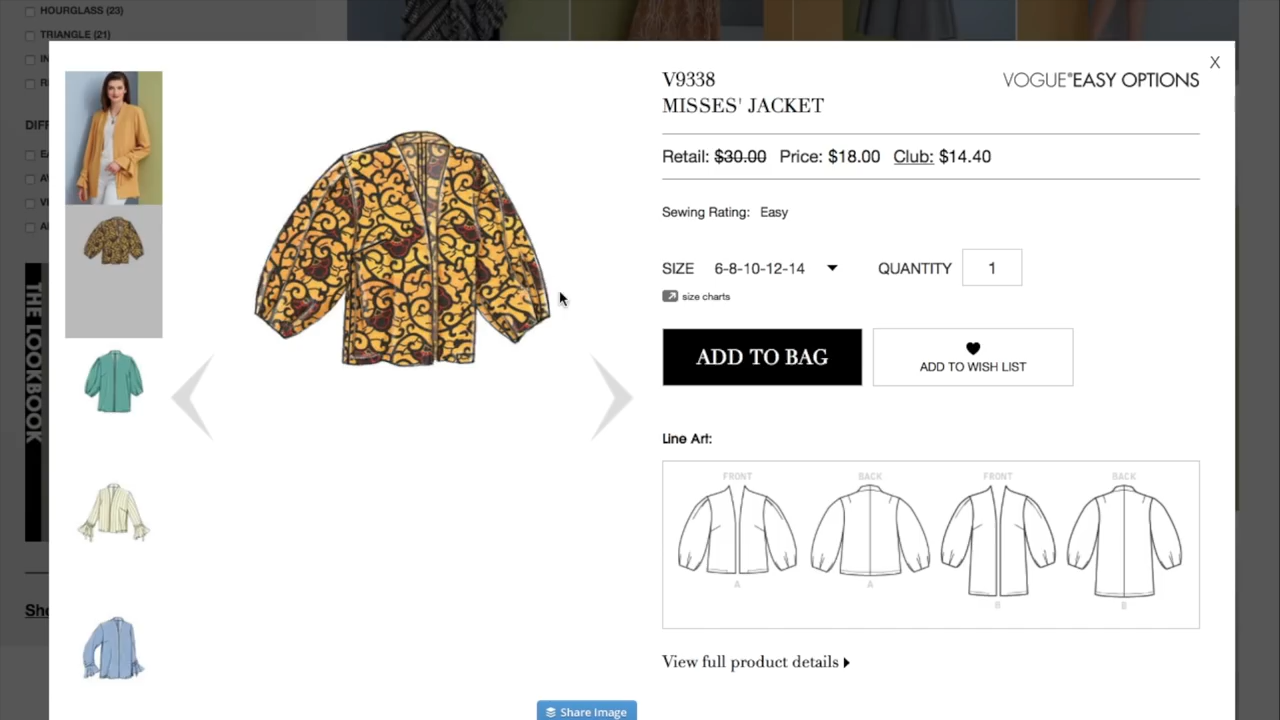 HOURGLASS (23)
TRIANGLE (21)
X
V9338
VOGUE® EASY OPTIONS
MISSES' JACKET
Retail: $30.00 Price: $18.00 Club: $14.40
Sewing Rating: Easy
SIZE 6-8-10-12-14 QUANTITY 1
size charts
ADD TO BAG
ADD TO WISH LIST
THE LOOKBOOK
Line Art:
FRONT BACK FRONT BACK
A A
B B
View full product details
Share Image